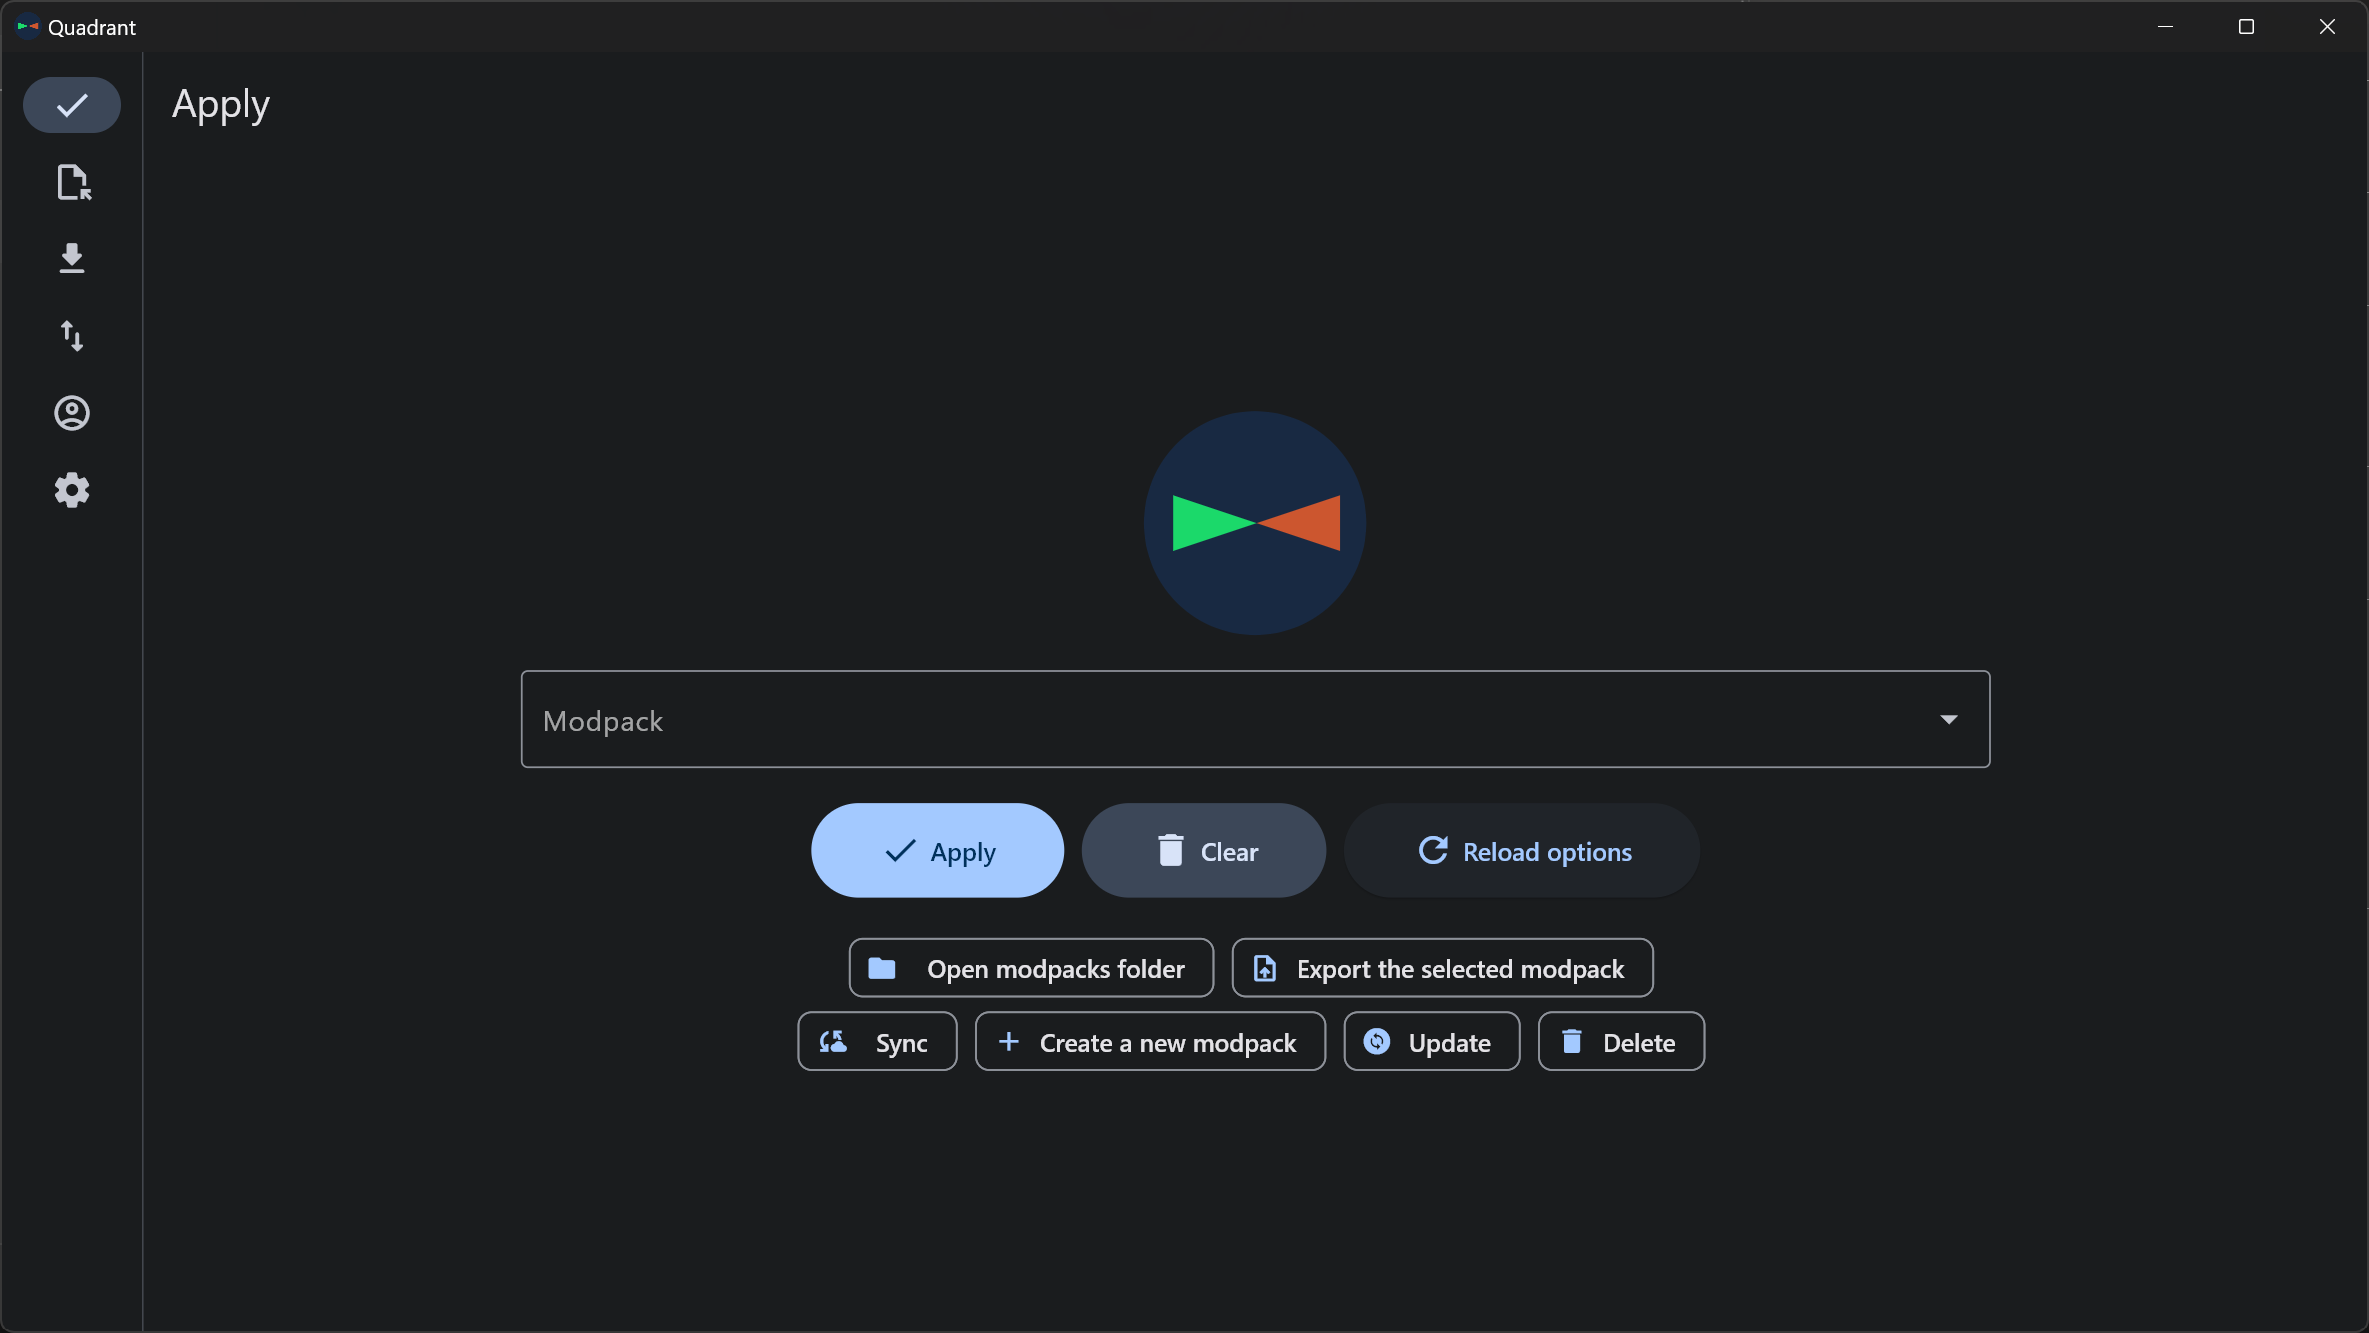 Quadrant
Apply
Modpack
Apply
Clear
Reload options
Open modpacks folder
Export the selected modpack
Sync
Create a new modpack
Update
Delete